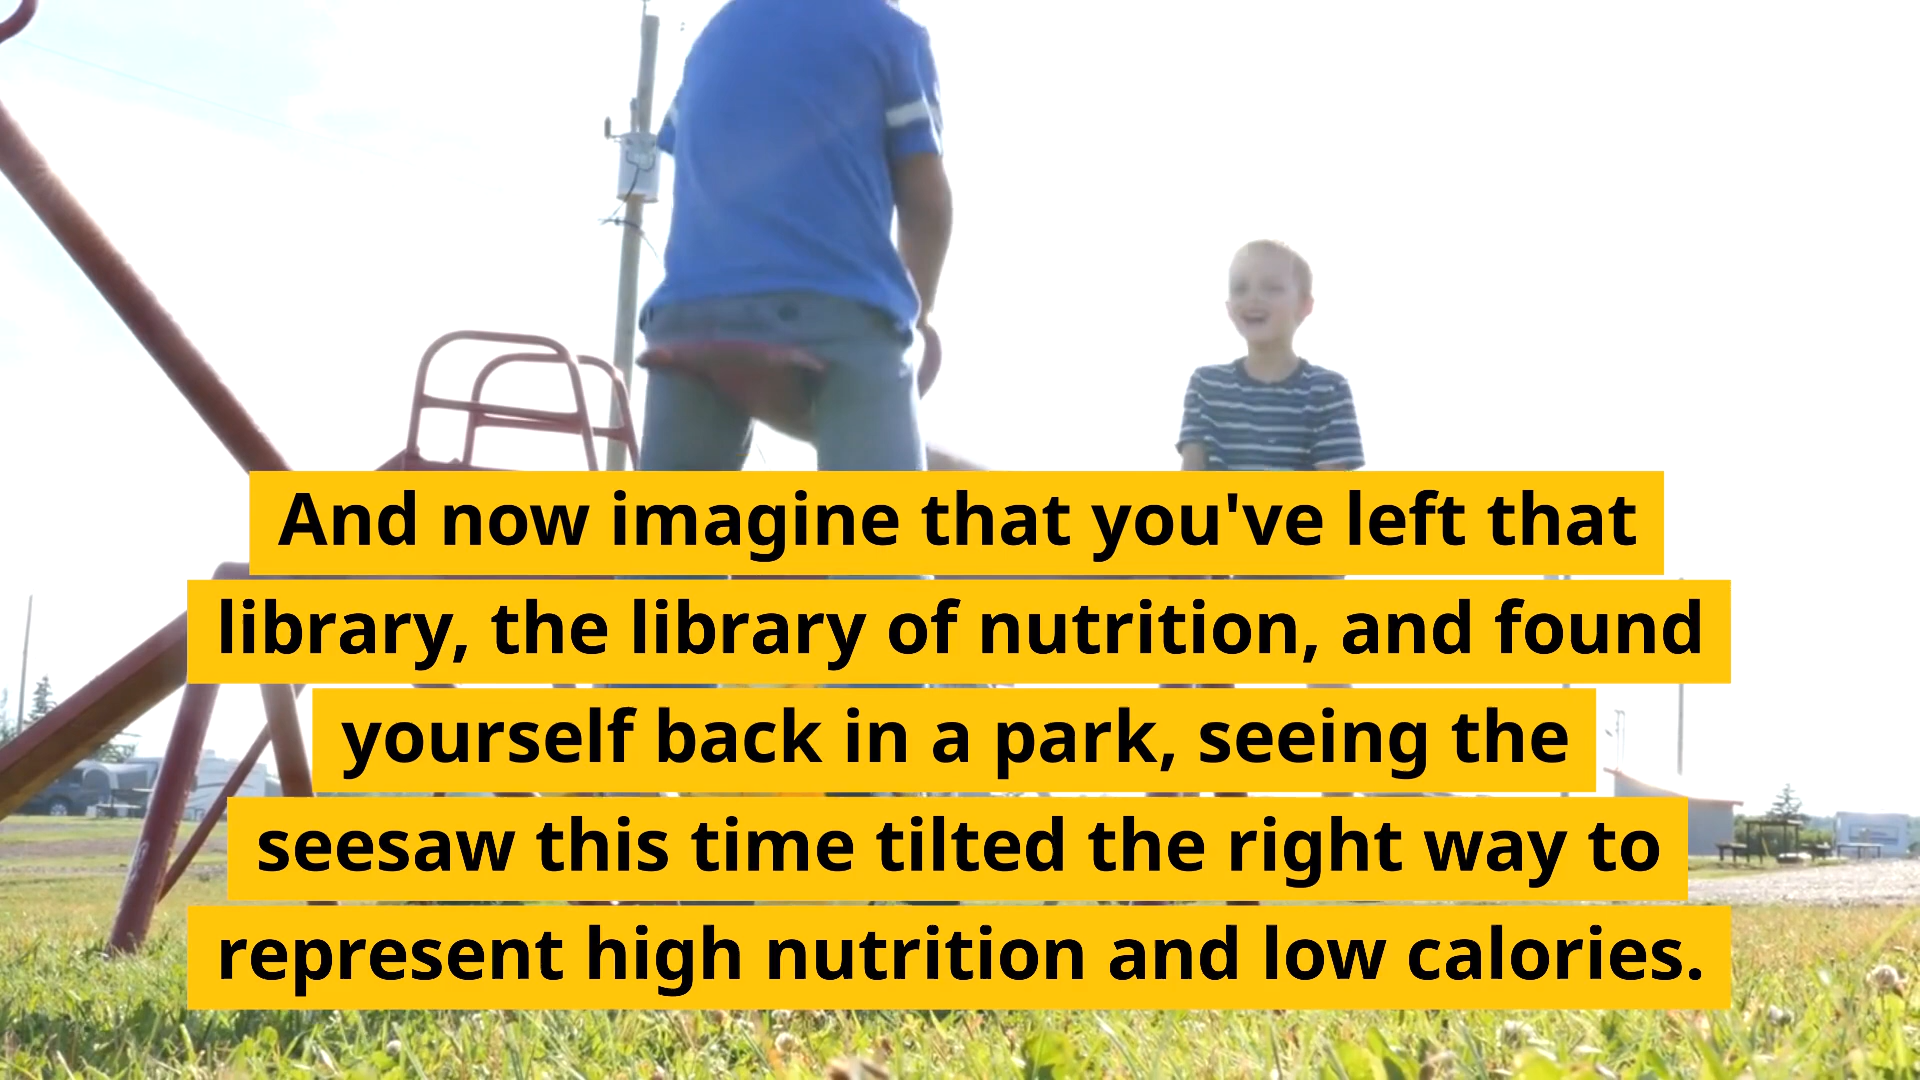 And now imagine that you've left that
library, the library of nutrition, and found
yourself back in a park, seeing the
seesaw this time tilted the right way to
represent high nutrition and low calories.